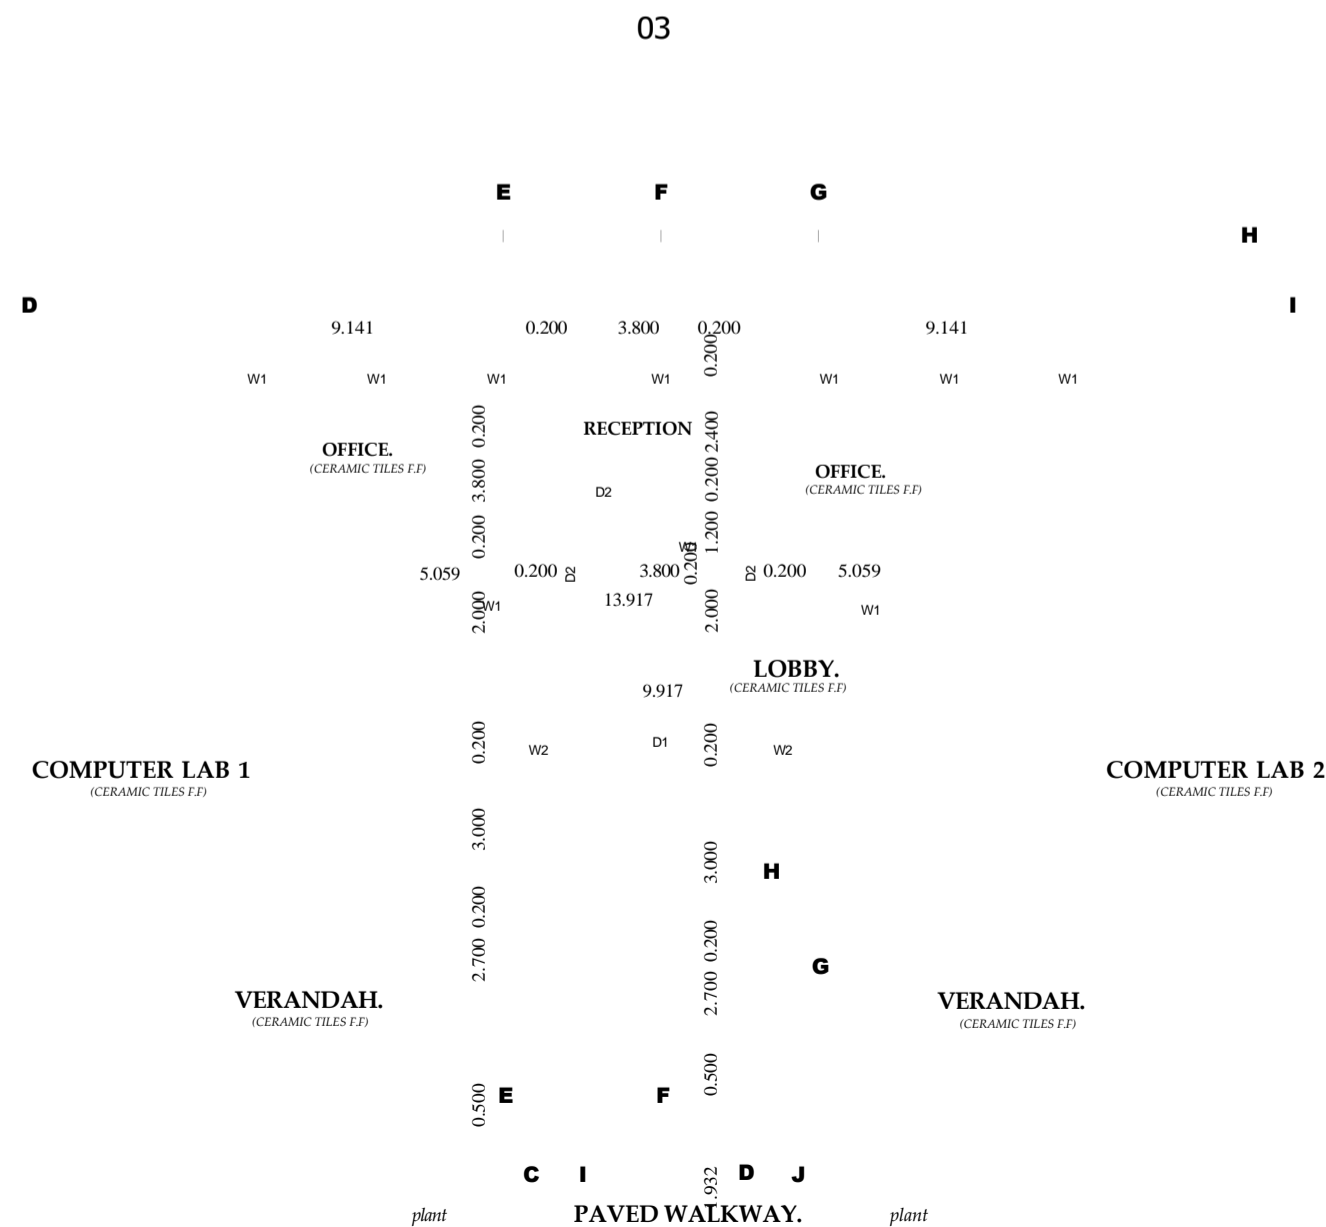 03
E F G
H
D I
9.141 0.200 3.800 0.200 9.141
0.200
W1 W1 W1 W1 W1 W1 W1
0.200 RECEPTION 2.400
OFFICE.
(CERAMIC TILES F.F)
OFFICE.
(CERAMIC TILES F.F)
3.800 D2 0.200
0.200 1.200
0.200
5.059 0.200 D2 3.800 D2 0.200 5.059
13.917
2.000 W1 2.000 W1
LOBBY.
(CERAMIC TILES F.F)
9.917
0.200 W2 D1 0.200 W2
COMPUTER LAB 1
(CERAMIC TILES F.F)
COMPUTER LAB 2
(CERAMIC TILES F.F)
3.000
3.000 H
0.200
0.200
2.700 G
2.700
VERANDAH.
(CERAMIC TILES F.F)
VERANDAH.
(CERAMIC TILES F.F)
0.500
0.500 E F
C I D J
.932
plant PAVED WALKWAY. plant